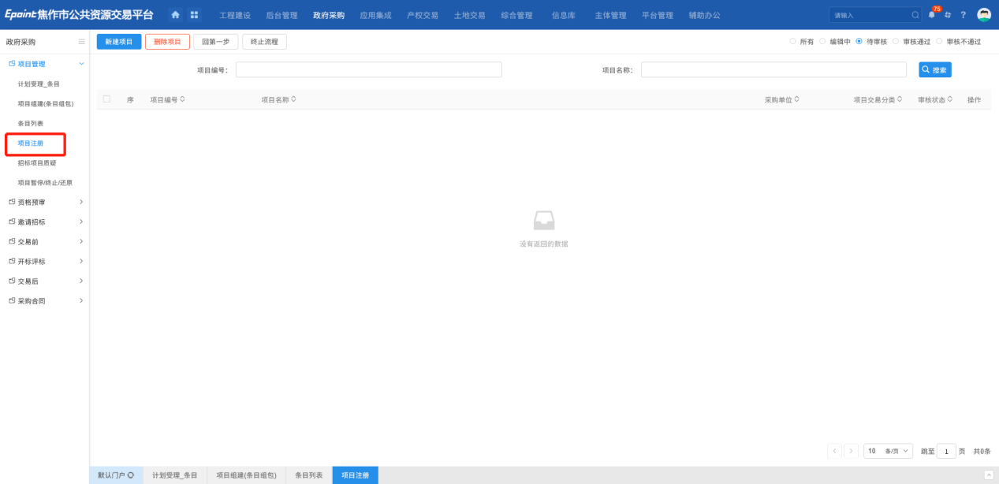 Epoint焦作市公共资源交易平台 工程建设 后台管理 政府采购 应用集成 产权交易 土地交易 综合管理 信息库 主体管理 平台管理 辅助办公 请输入 75 ?
政府采购 新建项目 删除项目 回第一步 终止流程 所有 编辑中 待审核 审核通过 审核不通过
项目管理
计划受理_条目
项目组建(条目组包)
条目列表
项目注册
招标项目质疑
项目暂停/终止/还原
资格预审
邀请招标
交易前
开标评标
交易后
采购合同
项目编号: 项目名称: 搜索
序 项目编号 项目名称 采购单位 项目交易分类 审核状态 操作
没有返回的数据
10 条/页 跳至 1 页 共0条
默认门户 计划受理_条目 项目组建(条目组包) 条目列表 项目注册